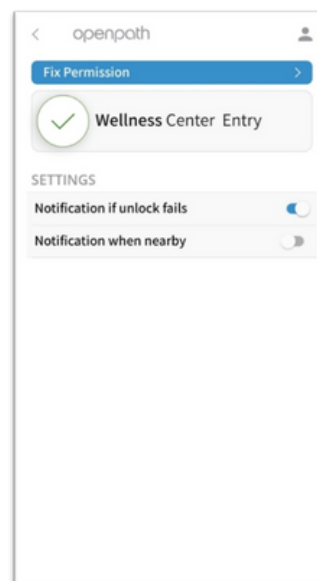 openpath
Fix Permission
Wellness Center Entry
SETTINGS
Notification if unlock fails
Notification when nearby